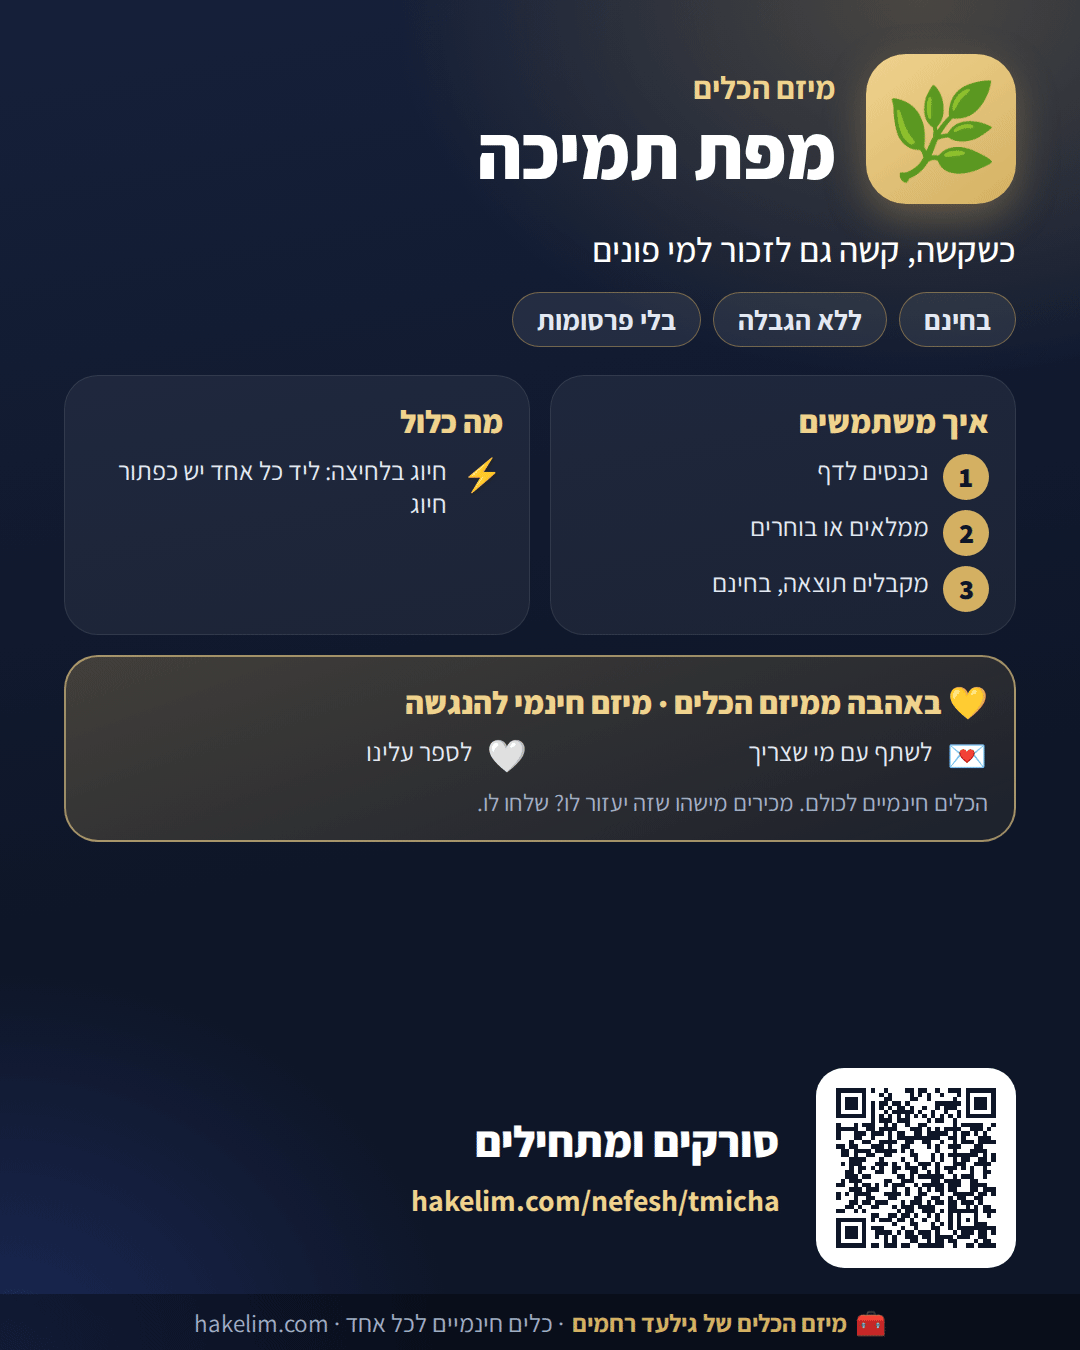 מיזם הכלים
מפת תמיכה
כשקשה, קשה גם לזכור למי פונים
בחינם
ללא הגבלה
בלי פרסומות
איך משתמשים
1 נכנסים לדף
2 ממלאים או בוחרים
3 מקבלים תוצאה, בחינם
מה כלול
חיוג בלחיצה: ליד כל אחד יש כפתור
חיוג
באהבה ממיזם הכלים · מיזם חינמי להנגשה
לשתף עם מי שצריך
לספר עלינו
הכלים חינמיים לכולם. מכירים מישהו שזה יעזור לו? שלחו לו.
סורקים ומתחילים
hakelim.com/nefesh/tmicha
מיזם הכלים של גילעד רחמים · כלים חינמיים לכל אחד · hakelim.com